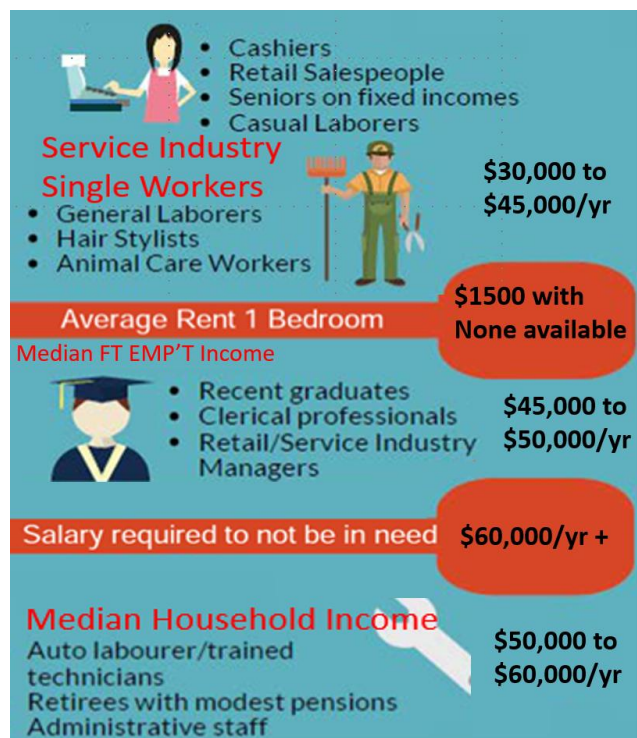 • Cashiers
• Retail Salespeople
• Seniors on fixed incomes
• Casual Laborers
Service Industry
Single Workers
$30,000 to
$45,000/yr
• General Laborers
• Hair Stylists
• Animal Care Workers
Average Rent 1 Bedroom
$1500 with
None available
Median FT EMP'T Income
• Recent graduates
• Clerical professionals
• Retail/Service Industry
Managers
$45,000 to
$50,000/yr
Salary required to not be in need
$60,000/yr +
Median Household Income
Auto labourer/trained
technicians
Retirees with modest pensions
Administrative staff
$50,000 to
$60,000/yr